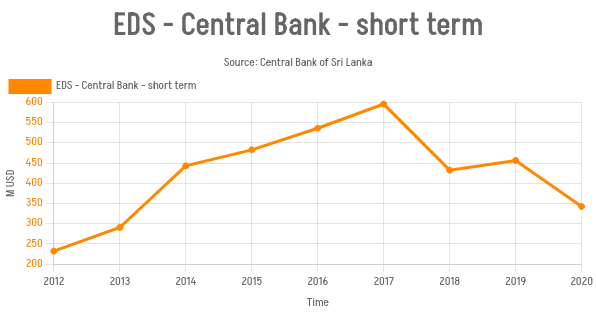 EDS - Central Bank - short term
Source: Central Bank of Sri Lanka
EDS - Central Bank - short term
600
550
500
450
400
350
300
250
200
M USD
2012 2013 2014 2015 2016 2017 2018 2019 2020
Time